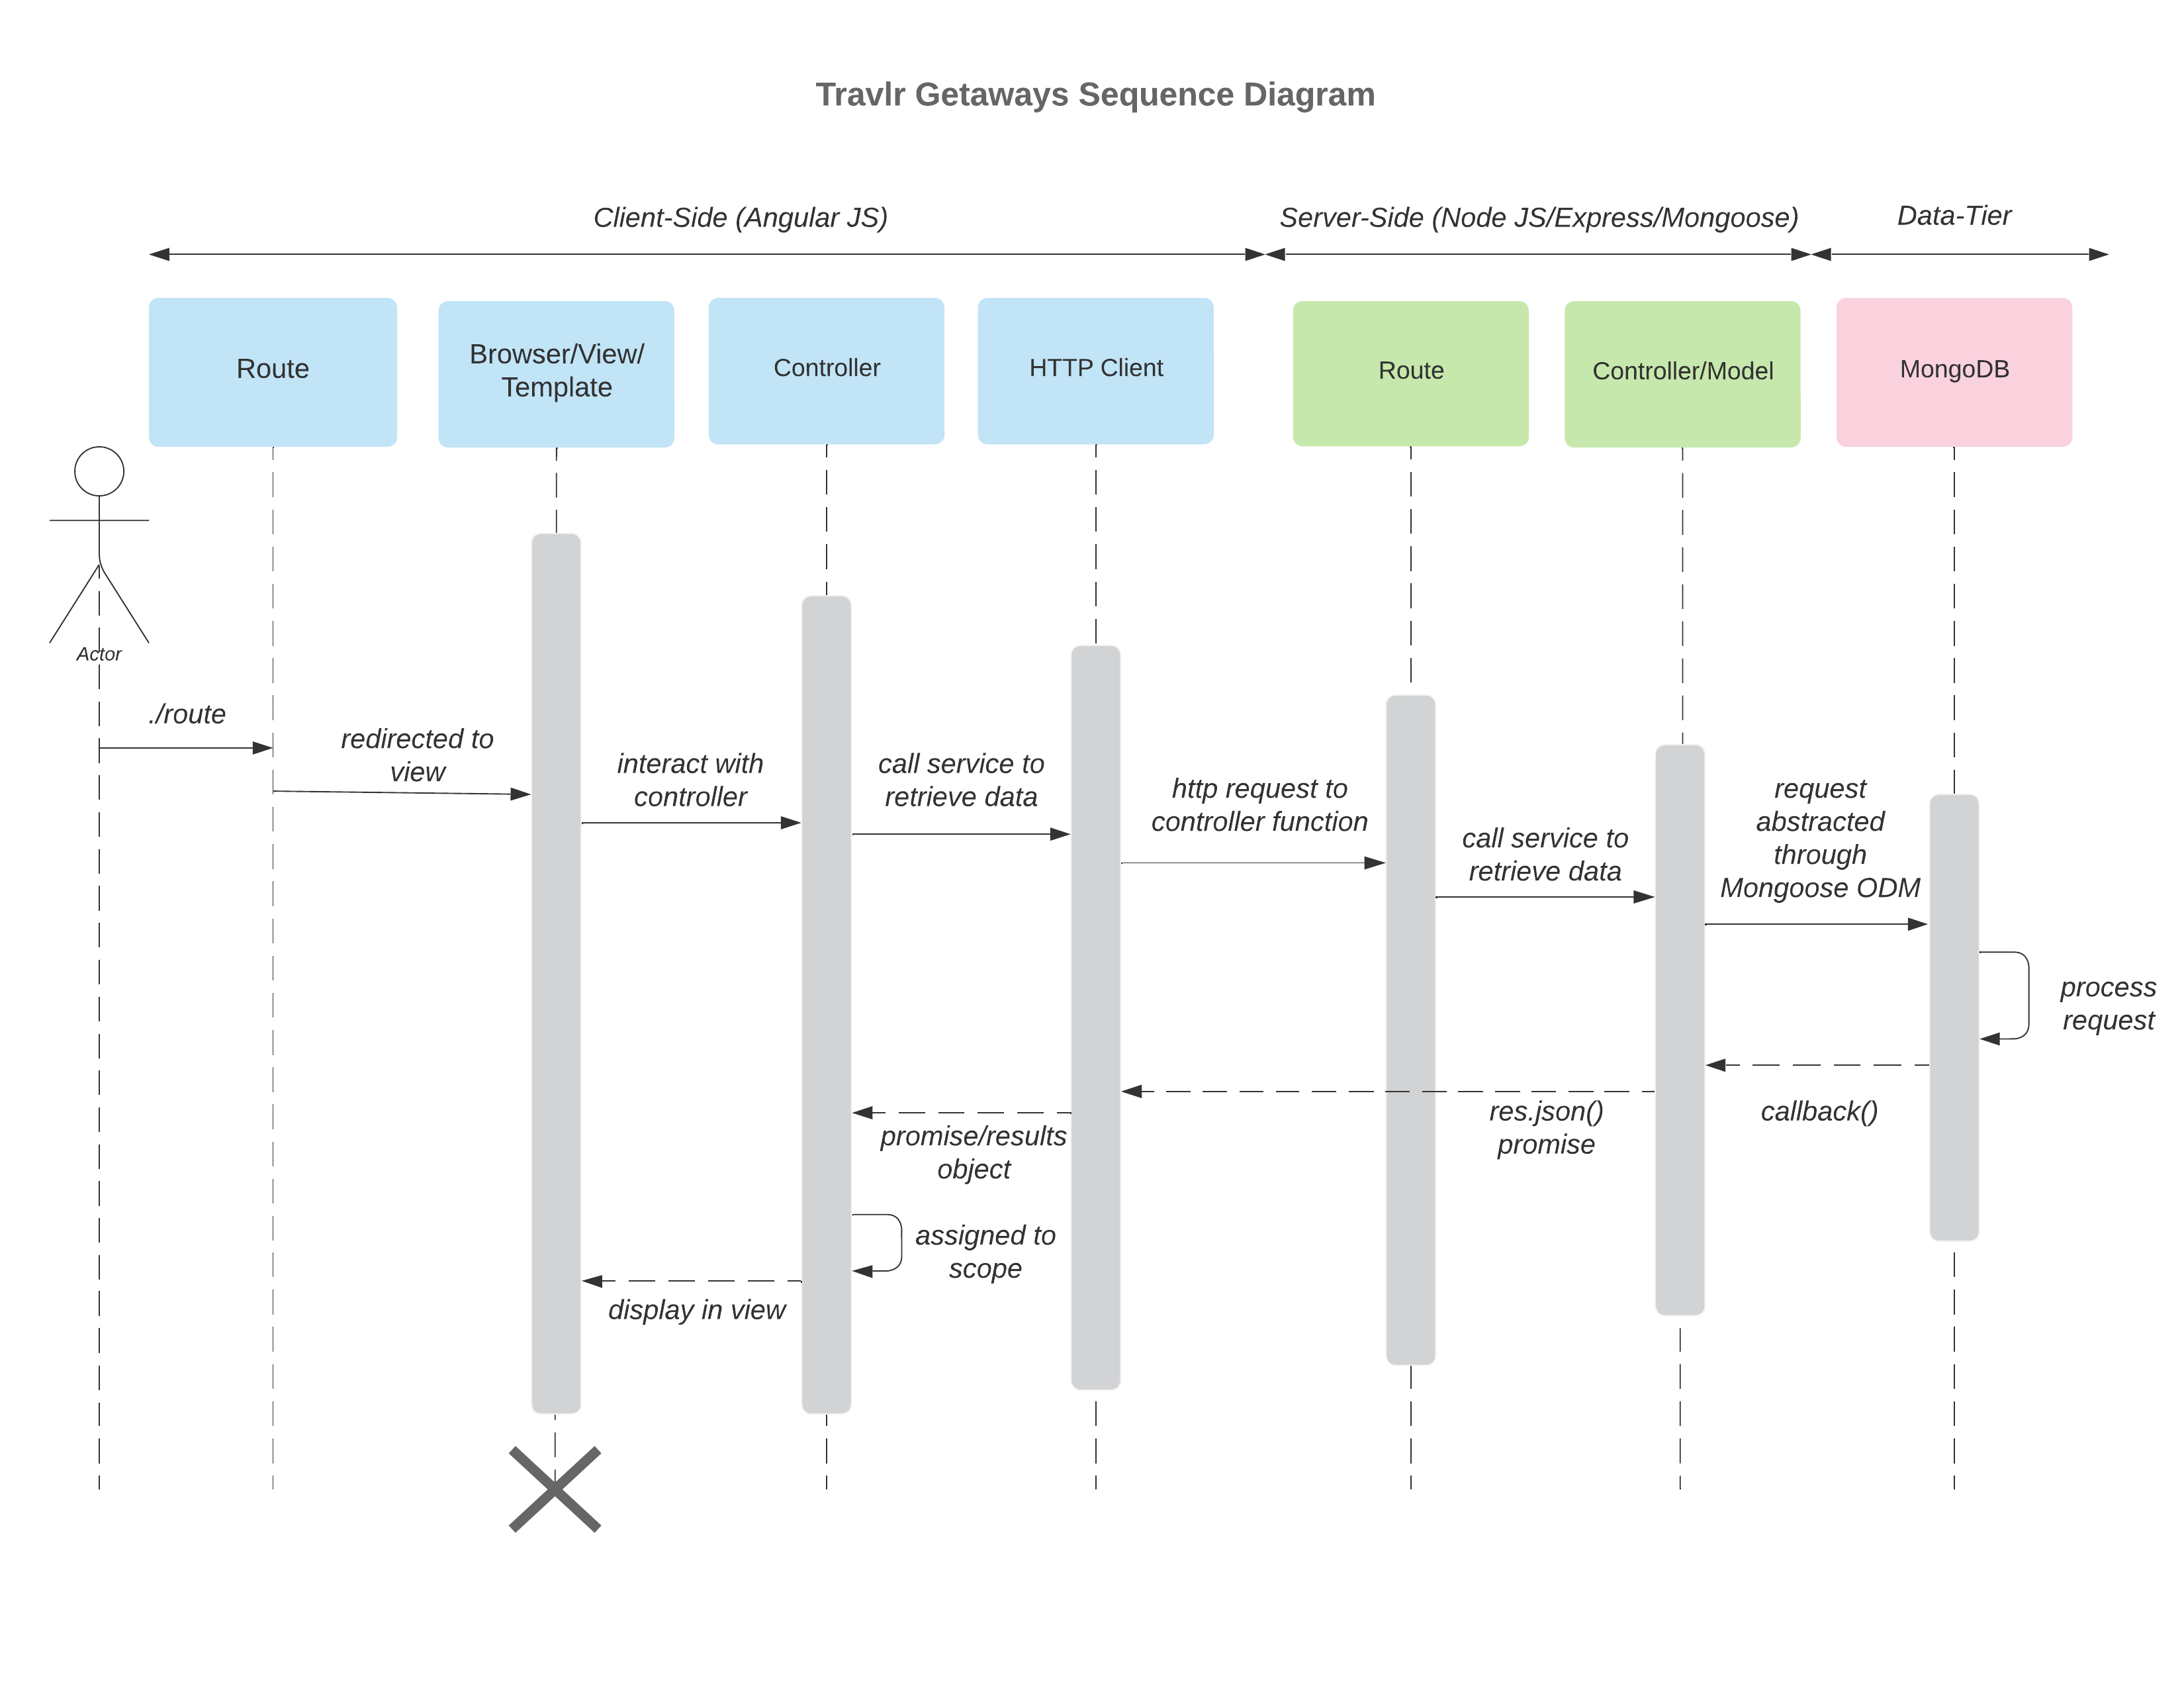 Travlr Getaways Sequence Diagram
Client-Side (Angular JS)
Server-Side (Node JS/Express/Mongoose)
Data-Tier
Route
Browser/View/
Template
Controller
HTTP Client
Route
Controller/Model
MongoDB
Actor
./route
redirected to
view
interact with
controller
call service to
retrieve data
http request to
controller function
call service to
retrieve data
request
abstracted
through
Mongoose ODM
process
request
callback()
res.json()
promise
promise/results
object
assigned to
scope
display in view